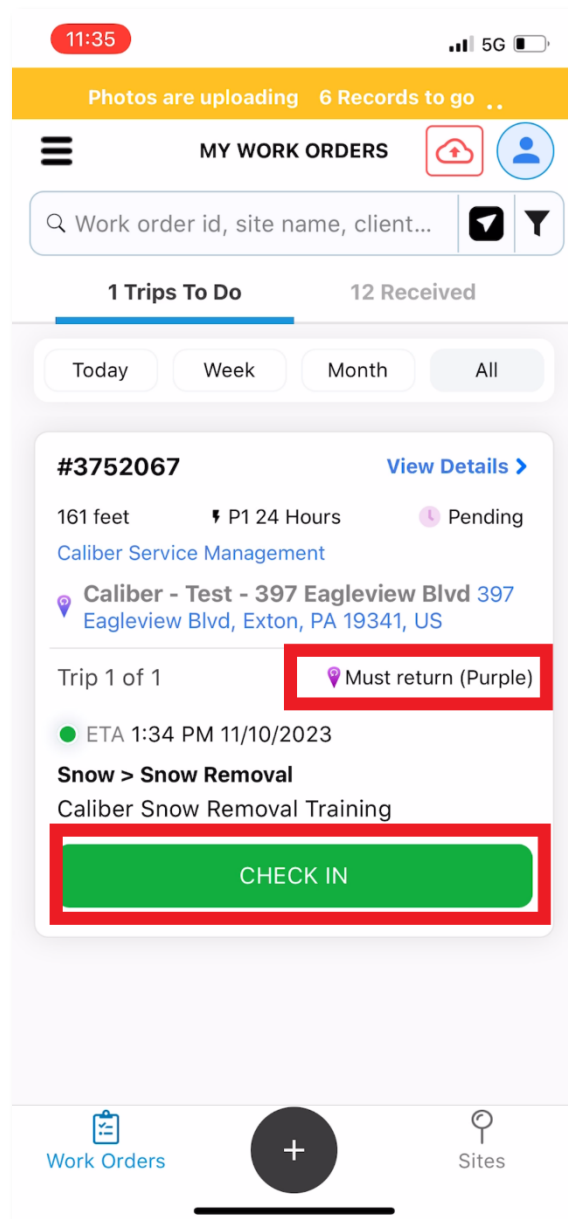 11:35 5G
Photos are uploading 6 Records to go ..
MY WORK ORDERS
Work order id, site name, client...
1 Trips To Do 12 Received
Today Week Month All
#3752067 View Details
161 feet P1 24 Hours Pending
Caliber Service Management
Caliber - Test - 397 Eagleview Blvd 397
Eagleview Blvd, Exton, PA 19341, US
Trip 1 of 1 Must return (Purple)
ETA 1:34 PM 11/10/2023
Snow > Snow Removal
Caliber Snow Removal Training
CHECK IN
+
Work Orders Sites